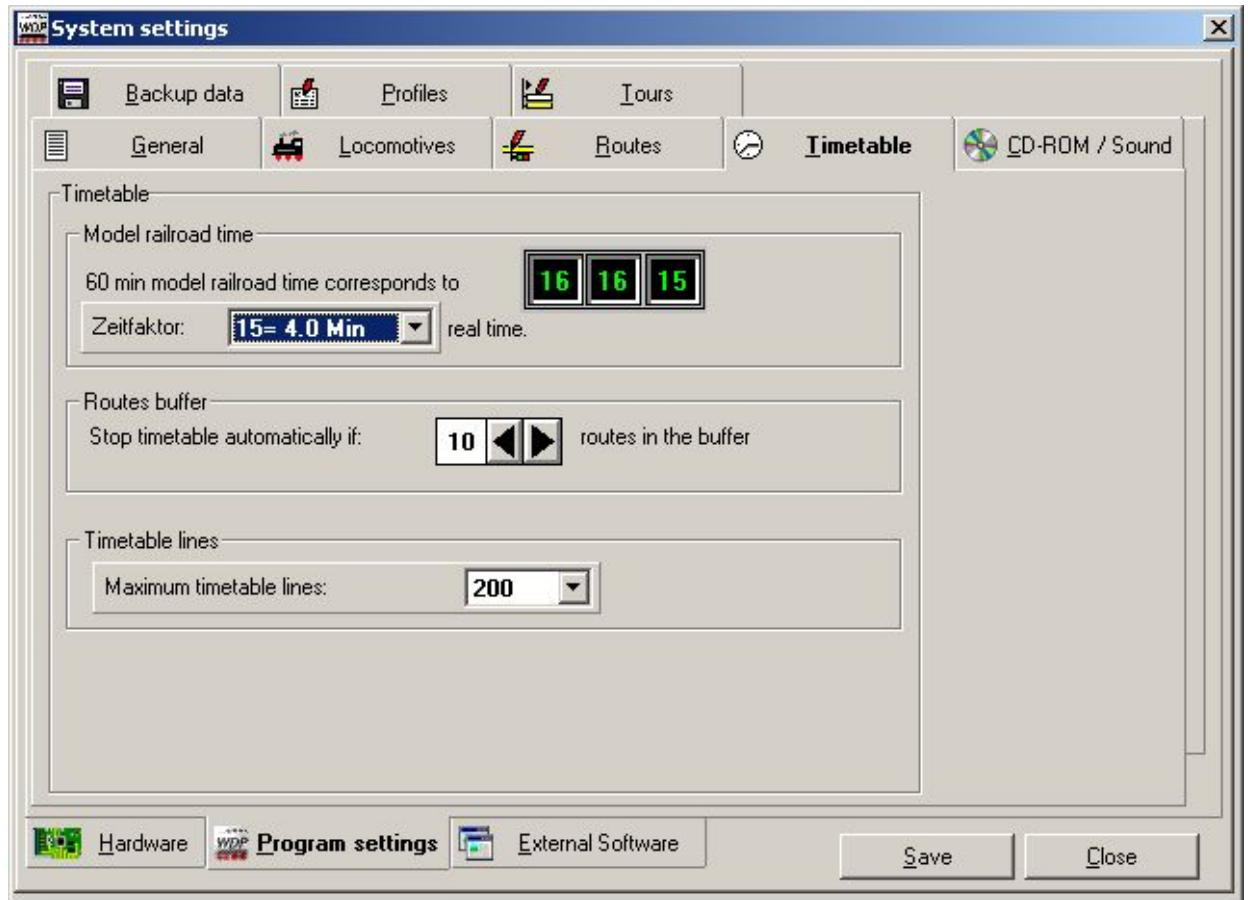 WDP System settings
Backup data Profiles Tours
General Locomotives Routes Timetable CD-ROM / Sound
Timetable
Model railroad time
60 min model railroad time corresponds to
16 16 15
Zeitfaktor: 15= 4.0 Min real time.
Routes buffer
Stop timetable automatically if: 10 routes in the buffer
Timetable lines
Maximum timetable lines: 200
Hardware WDP Program settings External Software
Save Close